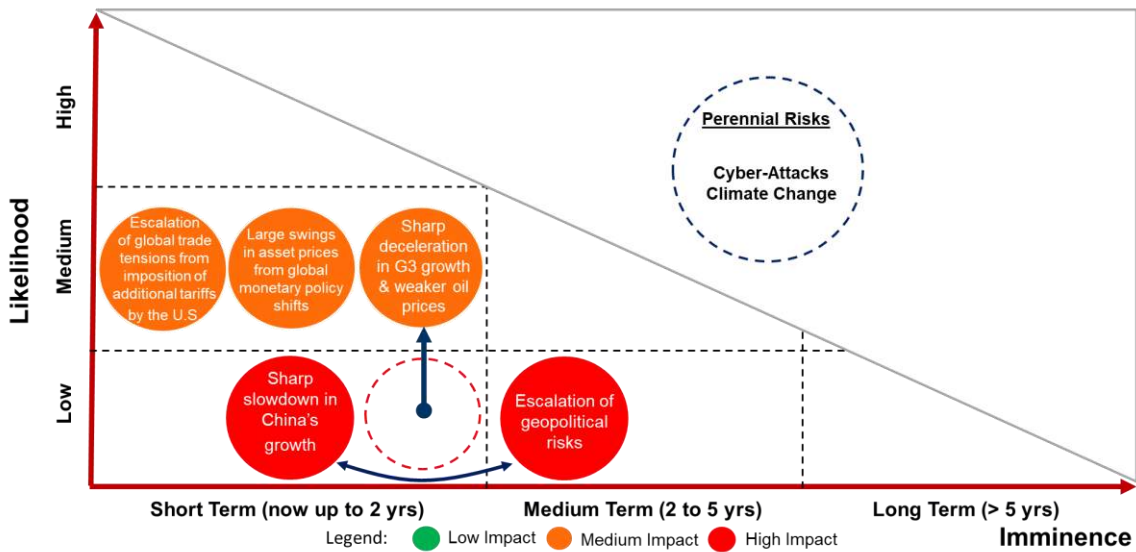 High
Medium
Low
Likelihood
Perennial Risks
Cyber-Attacks
Climate Change
Escalation
of global trade
tensions from
imposition of
additional tariffs
by the U.S
Large swings
in asset prices
from global
monetary policy
shifts
Sharp
deceleration
in G3 growth
& weaker oil
prices
Sharp
slowdown in
China's
growth
Escalation of
geopolitical
risks
Short Term (now up to 2 yrs)
Medium Term (2 to 5 yrs)
Long Term (> 5 yrs)
Imminence
Legend:
Low Impact
Medium Impact
High Impact